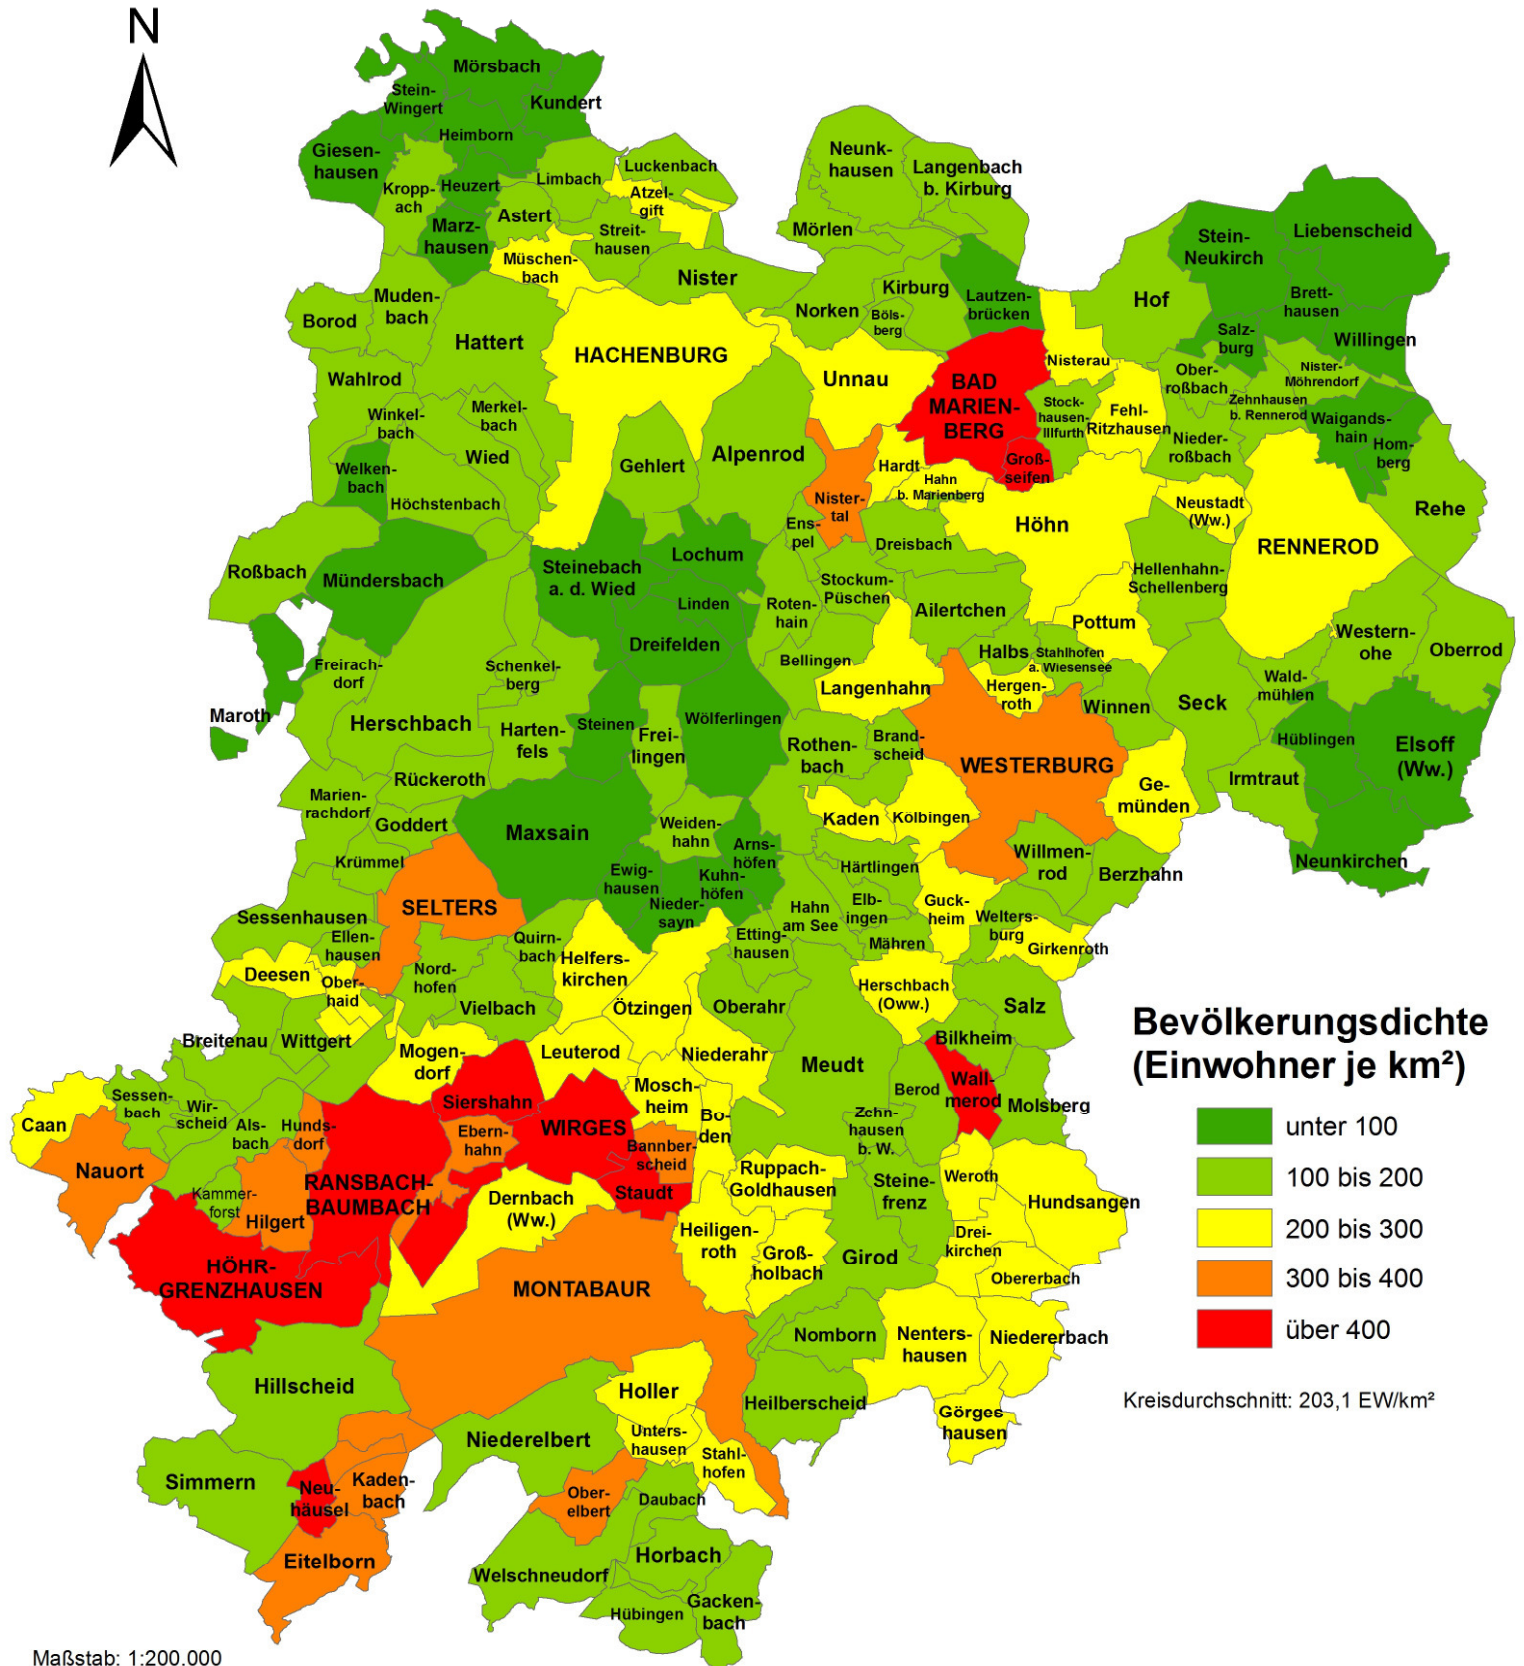 N
Mörsbach
Stein-
Wingert
Kundert
Heimborn
Giesen-
hausen
Kropp-
ach
Heuzert
Limbach
Luckenbach
Atzel-
gift
Astert
Marz-
hausen
Streit-
hausen
Müschen-
bach
Nister
Neunk-
hausen
Langenbach
b. Kirburg
Mörlen
Stein-
Neukirch
Liebenscheid
Kirburg
Lautzen-
brücken
Hof
Brett-
hausen
Norken
Böls-
berg
Salz-
burg
Willingen
Muden-
bach
Borod
Hattert
HACHENBURG
Unnau
Nisterau
Ober-
roßbach
Nister-
Möhrendorf
Wahlrod
BAD
MARIEN-
BERG
Stock-
hausen-
Illfurth
Fehl-
Ritzhausen
Zehnhausen
b. Rennerod
Waigands-
hain
Hom-
berg
Winkel-
bach
Merkel-
bach
Nieder-
roßbach
Wied
Gehlert
Alpenrod
Hardt
Groß-
seifen
Welken-
bach
Hahn
b. Marienberg
Höchstenbach
Nister-
tal
Neustadt
(Ww.)
Rehe
Höhn
Ens-
pel
Dreisbach
RENNEROD
Roßbach
Mündersbach
Steinebach
a. d. Wied
Lochum
Linden
Stockum-
Püschen
Hellenhahn-
Schellenberg
Roten-
hain
Ailertchen
Pottum
Dreifelden
Western-
ohe
Oberrod
Freirach-
dorf
Schenkel-
berg
Bellingen
Halbs
Stahlhofen
a. Wiesensee
Langenhahn
Hergen-
roth
Wald-
mühlen
Winnen
Seck
Maroth
Herschbach
Harten-
fels
Steinen
Frei-
lingen
Wölferlingen
Rothen-
bach
Brand-
scheid
Hüblingen
Elsoff
(Ww.)
WESTERBURG
Rückeroth
Irmtraut
Ge-
münden
Marien-
rachdorf
Goddert
Maxsain
Weiden-
hahn
Kaden
Kölbingen
Arns-
höfen
Krümmel
Härtlingen
Willmen-
rod
Berzhahn
Neunkirchen
Ewig-
hausen
Kuhn-
höfen
SELTERS
Nieder-
sayn
Hahn
am See
Elb-
ingen
Guck-
heim
Welters-
burg
Sessenhausen
Ellen-
hausen
Quirn-
bach
Etting-
hausen
Mähren
Girkenroth
Deesen
Helfers-
kirchen
Ober-
haid
Nord-
hofen
Herschbach
(Oww.)
Vielbach
Ötzingen
Oberahr
Salz
Bevölkerungsdichte
(Einwohner je km²)
Breitenau
Wittgert
Bilkheim
Mogen-
dorf
Leuterod
Niederahr
Meudt
Sessen-
bach
Siershahn
Mosch-
heim
Berod
Wall-
merod
Molsberg
Wir-
scheid
Caan
Als-
bach
Hunds-
dorf
WIRGES
Bo-
den
Zehn-
hausen
b. W.
unter 100
Ebern-
hahn
Bannber-
scheid
Nauort
100 bis 200
Kammer-
forst
RANSBACH-
BAUMBACH
Staudt
Ruppach-
Goldhausen
Steine-
frenz
Weroth
Hundsangen
Hilgert
Dernbach
(Ww.)
200 bis 300
Heiligen-
roth
Groß-
holbach
Girod
Drei-
kirchen
HÖHR-
GRENZHAUSEN
MONTABAUR
Obererbach
300 bis 400
Nomborn
Nenters-
hausen
Niedererbach
über 400
Hillscheid
Holler
Heilberscheid
Kreisdurchschnitt: 203,1 EW/km²
Görges
hausen
Niederelbert
Unters-
hausen
Stahl-
hofen
Simmern
Neu-
häusel
Kaden-
bach
Ober-
elbert
Daubach
Eitelborn
Horbach
Welschneudorf
Hübingen
Gacken-
bach
Maßstab: 1:200.000